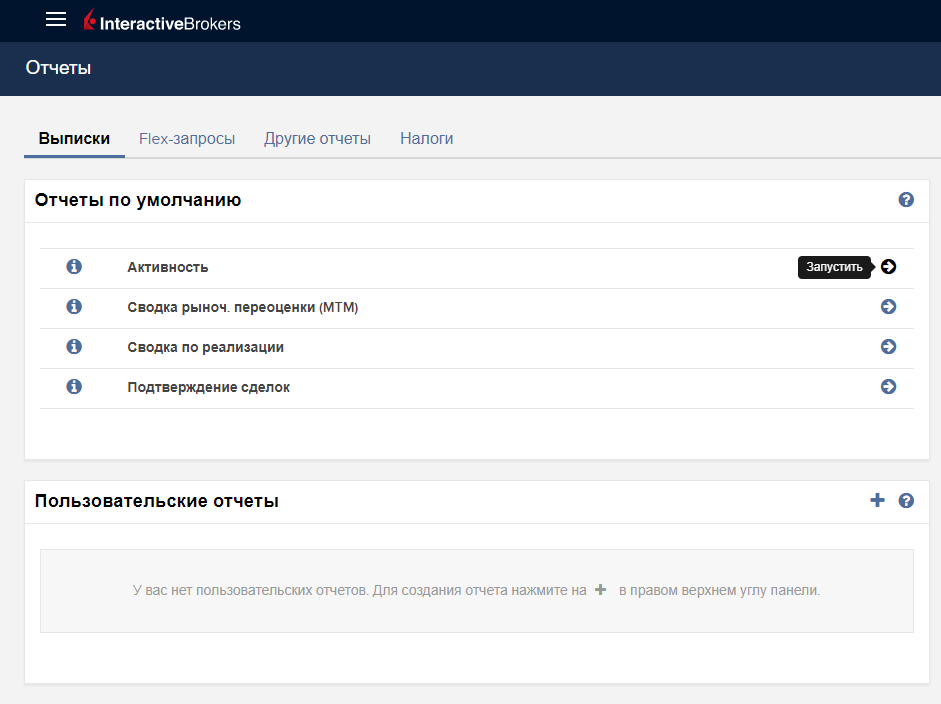 InteractiveBrokers
Отчеты
Выписки Flex-запросы Другие отчеты Налоги
Отчеты по умолчанию
Активность Запустить
Сводка рыноч. переоценки (MTM)
Сводка по реализации
Подтверждение сделок
Пользовательские отчеты
У вас нет пользовательских отчетов. Для создания отчета нажмите на + в правом верхнем углу панели.